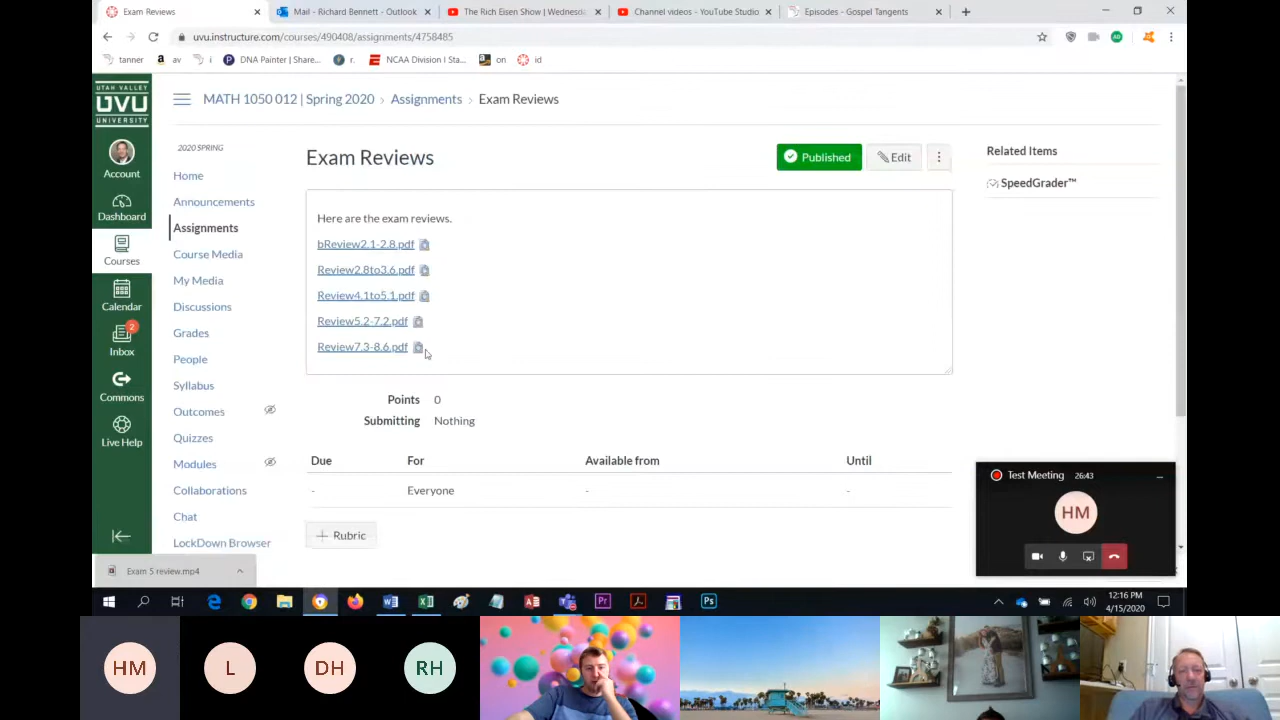 Exam Reviews
Mail - Richard Bennett - Outlook
The Rich Eisen Show | Wednesda
Channel videos - YouTube Studio
Episodes - Gospel Tangents
uvu.instructure.com/courses/490408/assignments/4758485
tanner
av
i
DNA Painter | Share...
r.
NCAA Division I Sta...
on
id
UTAH VALLEY
UVU
UNIVERSITY
MATH 1050 012 | Spring 2020 > Assignments > Exam Reviews
Account
Dashboard
Courses
Calendar
2
Inbox
Commons
Live Help
2020 SPRING
Home
Announcements
Assignments
Course Media
My Media
Discussions
Grades
People
Syllabus
Outcomes
Quizzes
Modules
Collaborations
Chat
LockDown Browser
Exam Reviews
Published
Edit
Related Items
SpeedGrader™
Here are the exam reviews.
bReview2.1-2.8.pdf
Review2.8to3.6.pdf
Review4.1to5.1.pdf
Review5.2-7.2.pdf
Review7.3-8.6.pdf
Points 0
Submitting Nothing
Due For Available from Until
- Everyone - -
+ Rubric
Test Meeting 26:43
HM
Exam 5 review.mp4
12:16 PM
4/15/2020
HM
L
DH
RH